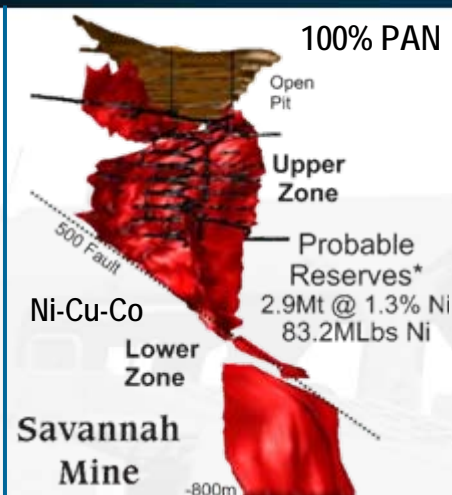 100% PAN
Open
Pit
Upper
Zone
500 Fault
Probable
Reserves*
2.9Mt @ 1.3% Ni
83.2MLbs Ni
Ni-Cu-Co
Lower
Zone
Savannah
Mine
-800m